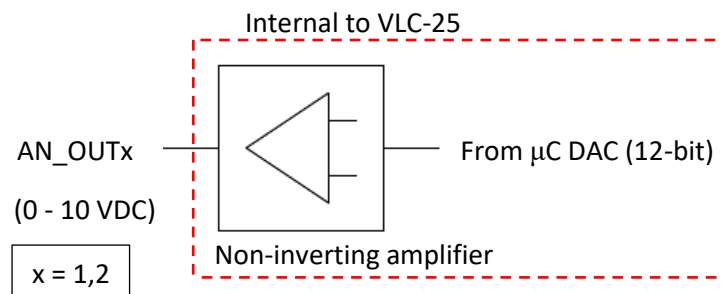 Internal to VLC-25
AN_OUTx
From μC DAC (12-bit)
(0 - 10 VDC)
Non-inverting amplifier
x = 1,2